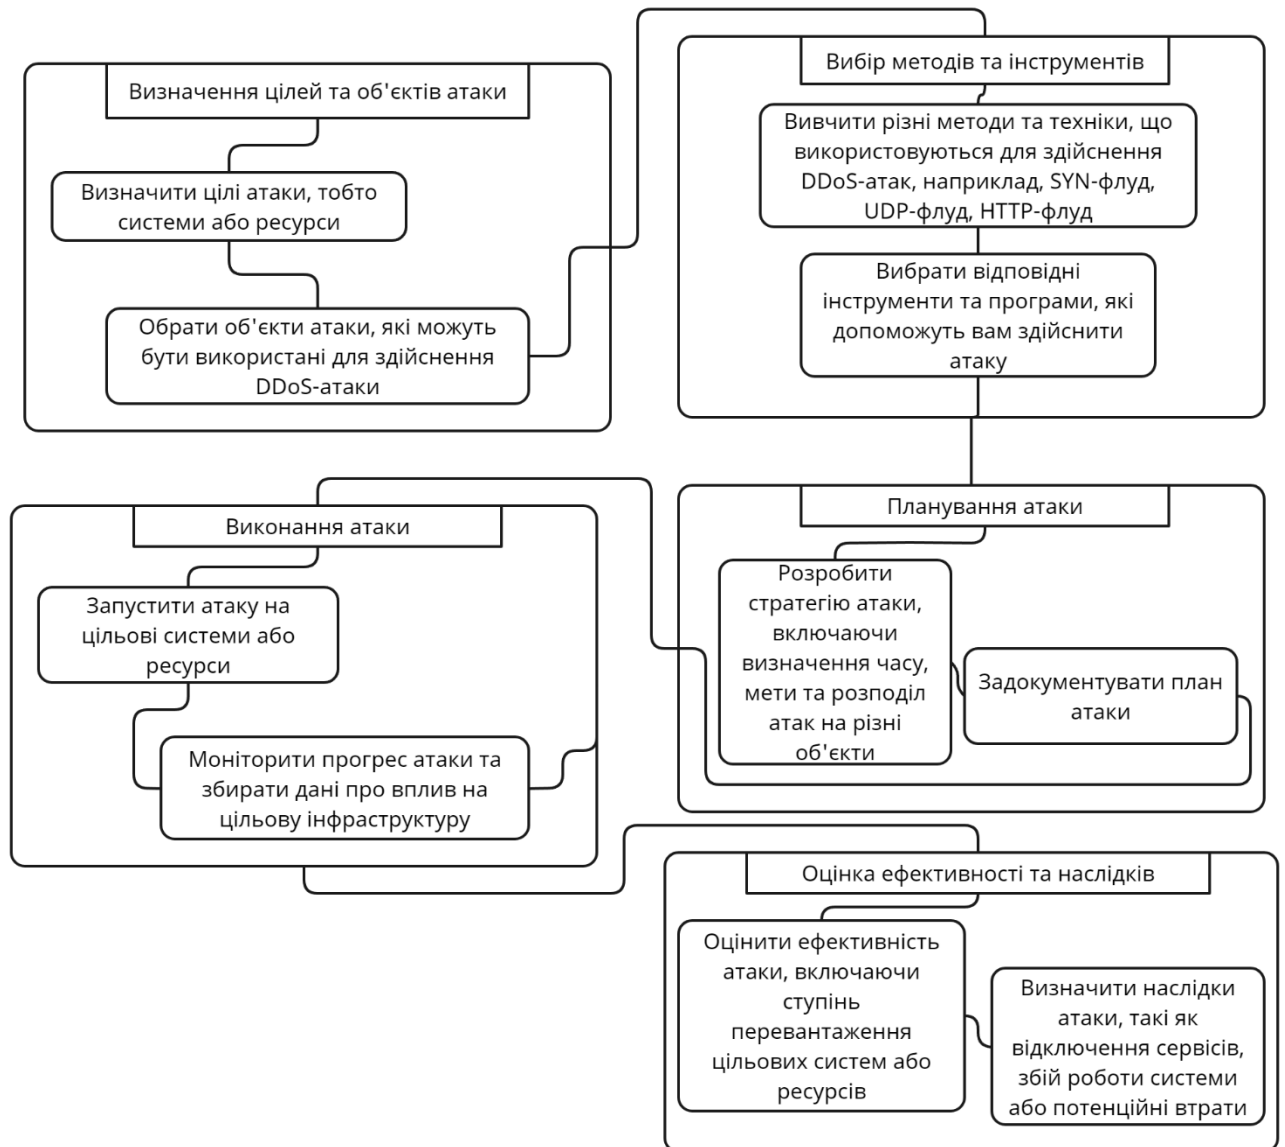 Визначення цілей та об'єктів атаки
Визначити цілі атаки, тобто
системи або ресурси
Обрати об'єкти атаки, які можуть
бути використані для здійснення
DDoS-атаки
Вибір методів та інструментів
Вивчити різні методи та техніки, що
використовуються для здійснення
DDoS-атак, наприклад, SYN-флуд,
UDP-флуд, HTTP-флуд
Вибрати відповідні
інструменти та програми, які
допоможуть вам здійснити
атаку
Планування атаки
Розробити
стратегію атаки,
включаючи
визначення часу,
мети та розподіл
атак на різні
об'єкти
Задокументувати план
атаки
Виконання атаки
Запустити атаку на
цільові системи або
ресурси
Моніторити прогрес атаки та
збирати дані про вплив на
цільову інфраструктуру
Оцінка ефективності та наслідків
Оцінити ефективність
атаки, включаючи
ступінь
перевантаження
цільових систем або
ресурсів
Визначити наслідки
атаки, такі як
відключення сервісів,
збій роботи системи
або потенційні втрати